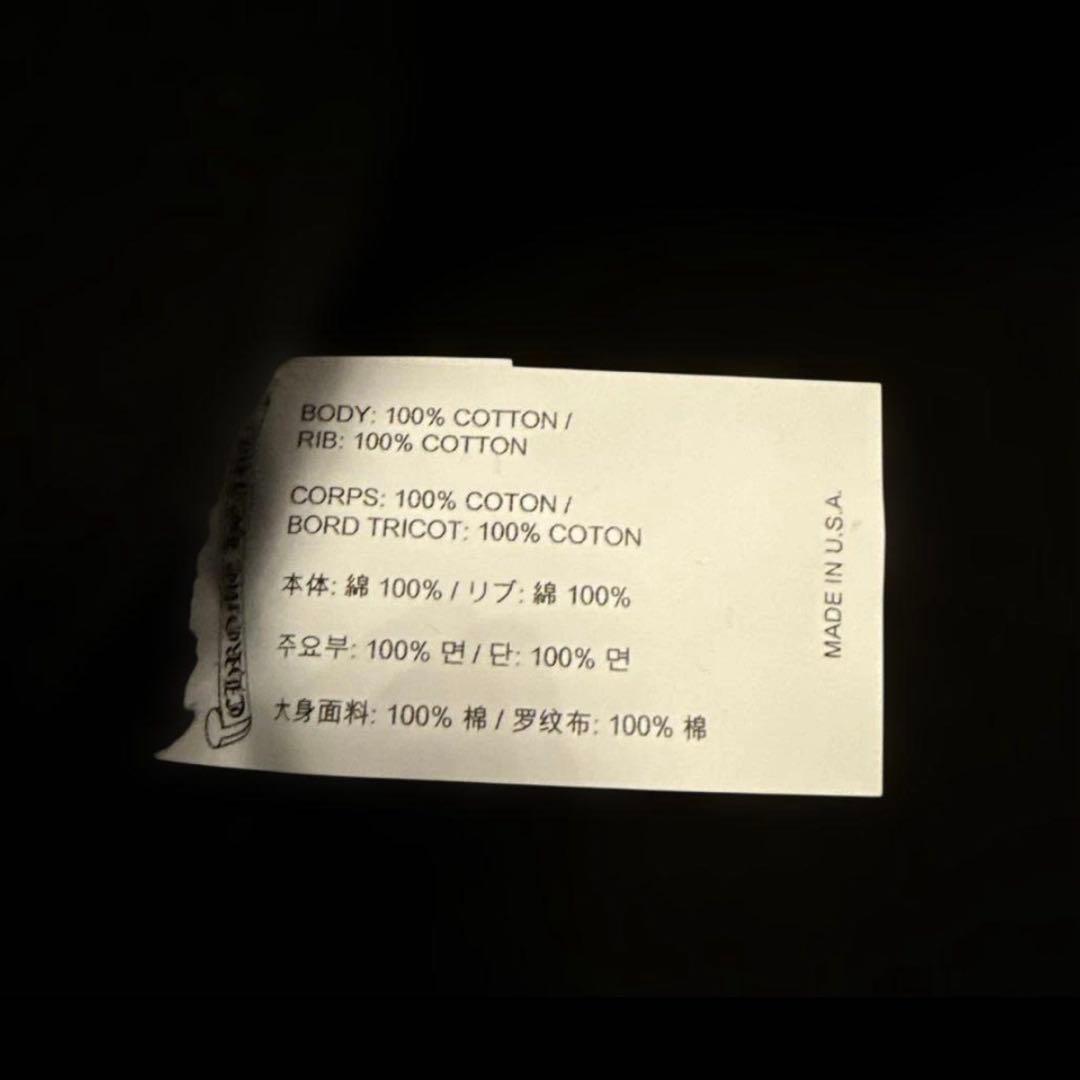 BODY: 100% COTTON /
RIB: 100% COTTON
CORPS: 100% COTON /
BORD TRICOT: 100% COTON
本体: 綿 100% / リブ: 綿 100%
주요부: 100% 면 / 단: 100% 면
大身面料: 100% 棉 / 罗纹布: 100% 棉
MADE IN U.S.A.
CHROME